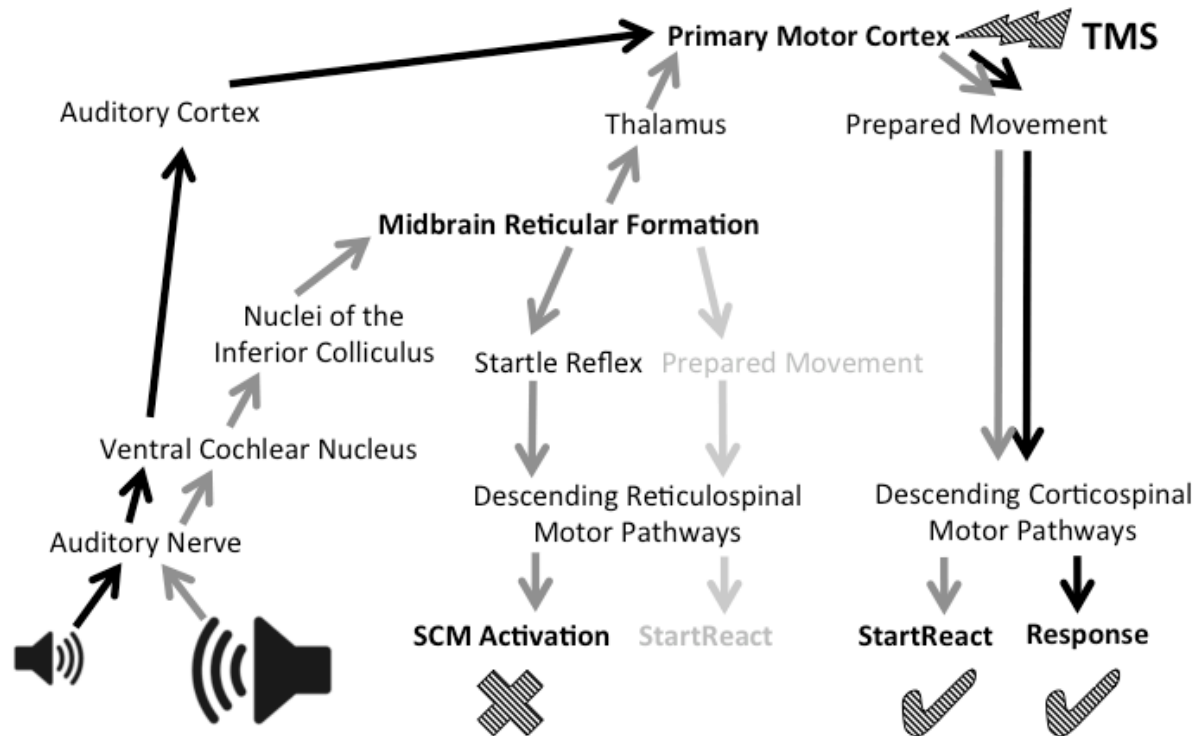 Primary Motor Cortex
TMS
Auditory Cortex
Thalamus
Prepared Movement
Midbrain Reticular Formation
Nuclei of the
Inferior Colliculus
Startle Reflex
Prepared Movement
Ventral Cochlear Nucleus
Descending Reticulospinal
Motor Pathways
Descending Corticospinal
Motor Pathways
Auditory Nerve
SCM Activation
StartReact
StartReact
Response